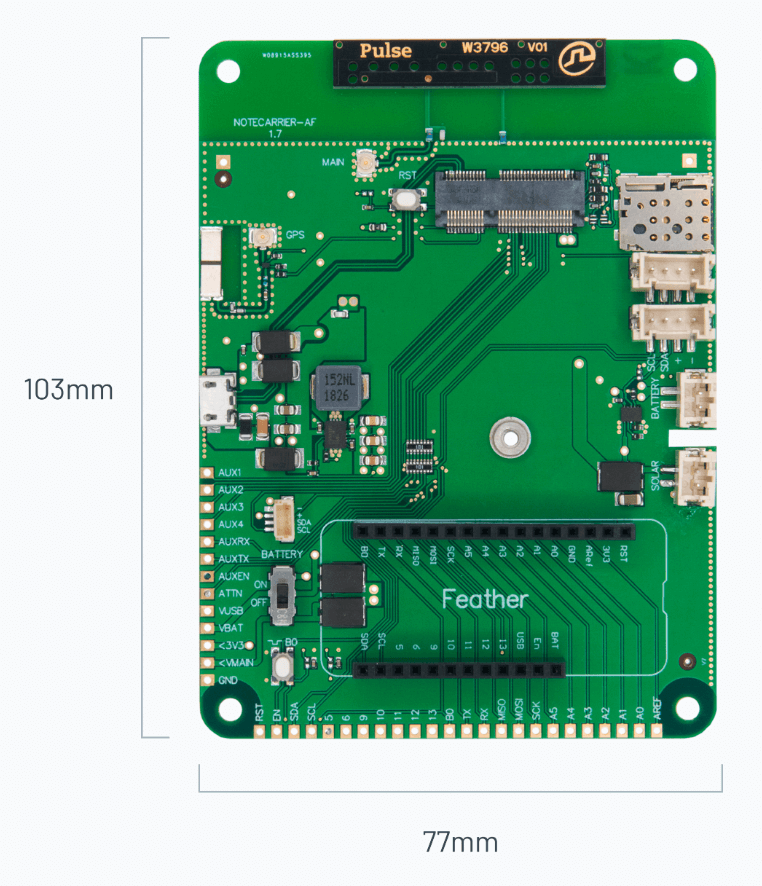 Pulse W3796 V01
W08915A55395
NOTECARRIER-AF
1.7
MAIN
RST
GPS
103mm
152NL
1826
SCL
SDA
+
-
BATTERY
SOLAR
AUX1
AUX2
AUX3
AUX4
AUXRX
AUXTX
AUXEN
ATTN
VUSB
VBAT
<3V3
<VMAIN
GND
+ -
SDA
SCL
BATTERY
ON
OFF
B0
B0 TX RX MISO MOSI SCK A5 A4 A3 A2 A1 A0 GND ARef 3V3 RST
Feather
SDA SCL 5 6 9 10 11 12 13 USB En BAT
RST EN SDA SCL 5 6 9 10 11 12 13 B0 TX RX MISO MOSI SCK A5 A4 A3 A2 A1 A0 AREF
77mm